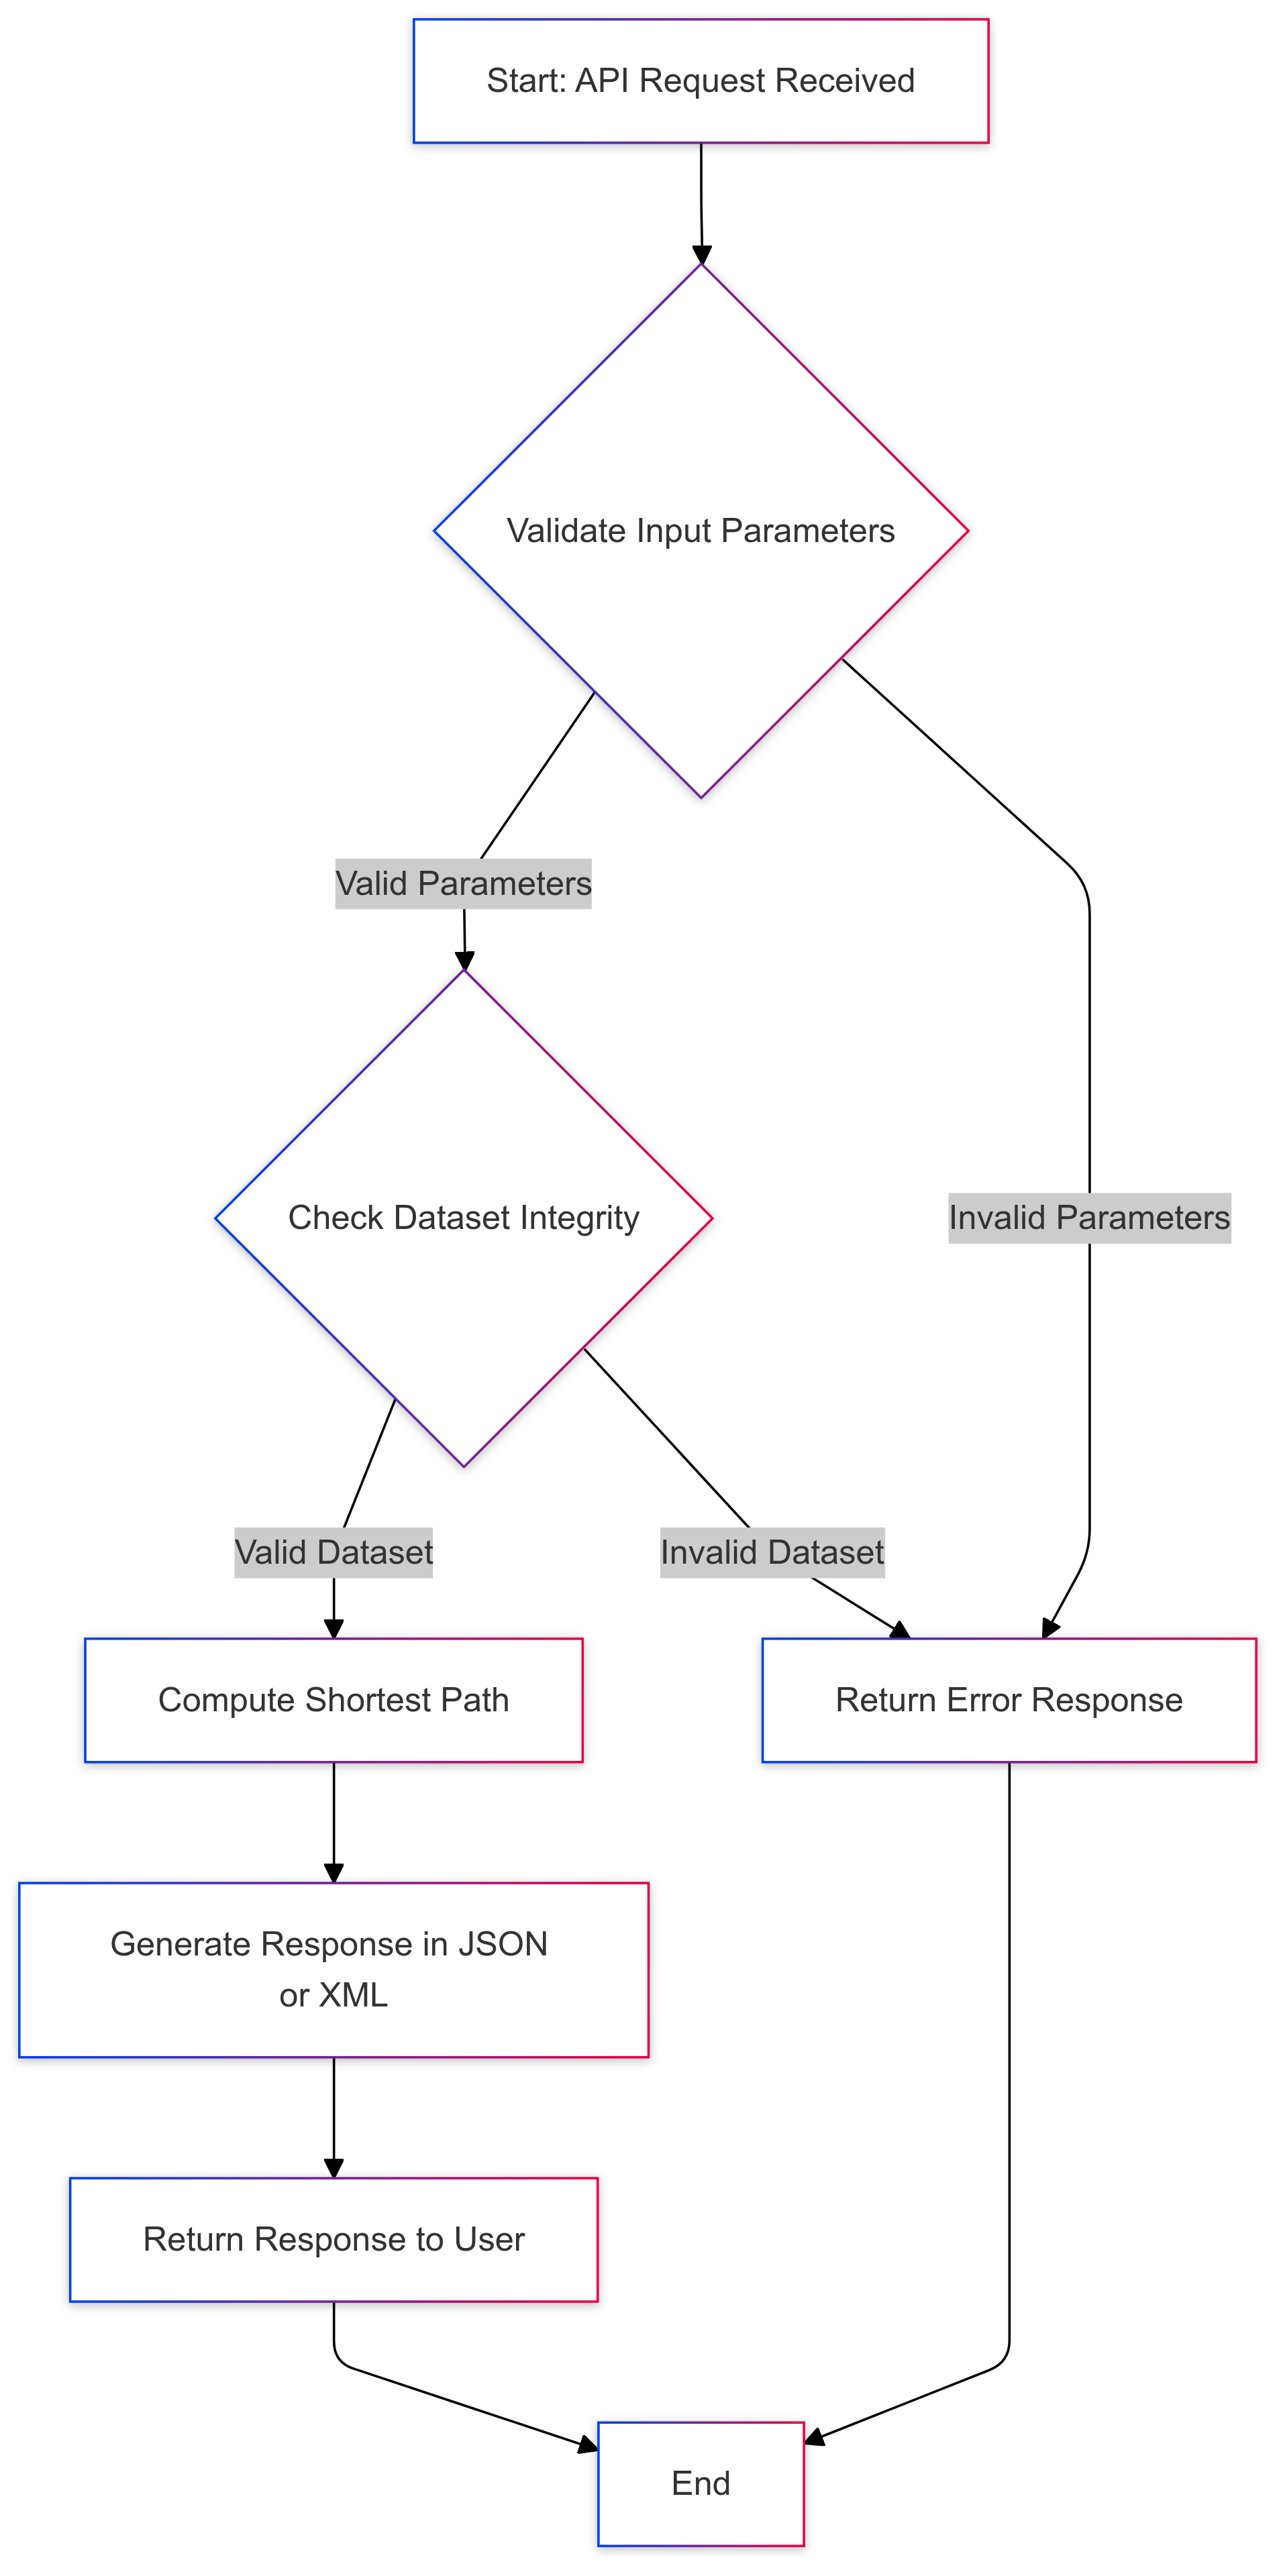 Start: API Request Received
Validate Input Parameters
Valid Parameters
Check Dataset Integrity
Invalid Parameters
Valid Dataset
Invalid Dataset
Compute Shortest Path
Return Error Response
Generate Response in JSON
or XML
Return Response to User
End